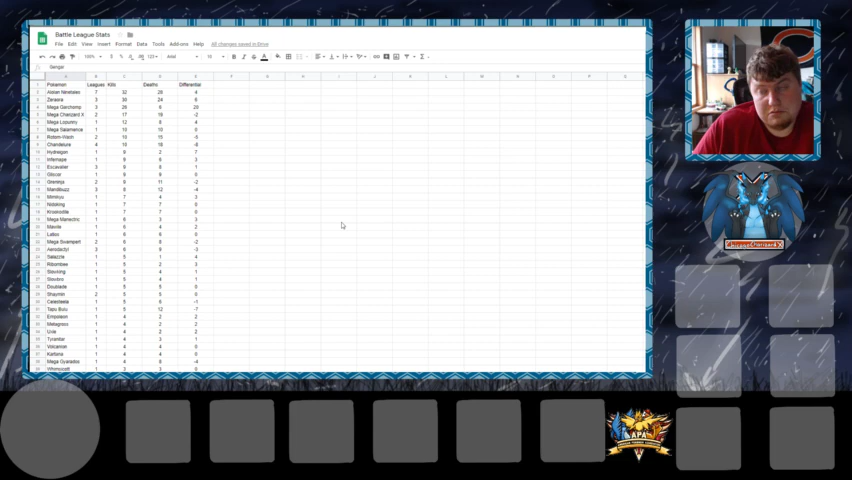 Battle League Stats
File Edit View Insert Format Data Tools Add-ons Help All changes saved in Drive
Gengar
Pokemon Leagues Kills Deaths Differential
Alolan Ninetales 7 32 28 4
Zeraora 3 30 24 6
Mega Garchomp 3 26 6 20
Mega Charizard X 2 17 19 -2
Mega Lopunny 1 12 8 4
Mega Salamence 1 10 10 0
Rotom-Wash 2 10 15 -5
Chandelure 4 10 18 -8
Hydreigon 1 9 2 7
Infernape 1 9 6 3
Escavalier 3 9 8 1
Gliscor 1 9 9 0
Greninja 2 9 11 -2
Mandibuzz 3 8 12 -4
Mimikyu 1 7 4 3
Nidoking 1 7 7 0
Krookodile 1 7 7 0
Mega Manectric 1 6 3 3
Mawile 1 6 4 2
Latios 1 6 6 0
Mega Swampert 2 6 8 -2
Aerodactyl 3 6 9 -3
Salazzle 1 5 1 4
Ribombee 1 5 2 3
Slowking 1 5 4 1
Slowbro 1 5 4 1
Doublade 1 5 5 0
Shaymin 2 5 5 0
Celesteela 1 5 6 -1
Tapu Bulu 1 5 12 -7
Empoleon 1 4 2 2
Metagross 1 4 2 2
Uxie 1 4 2 2
Tyranitar 1 4 3 1
Volcanion 1 4 4 0
Kartana 1 4 4 0
Mega Gyarados 1 4 8 -4
Whimsicott 1 3 3 0
APA